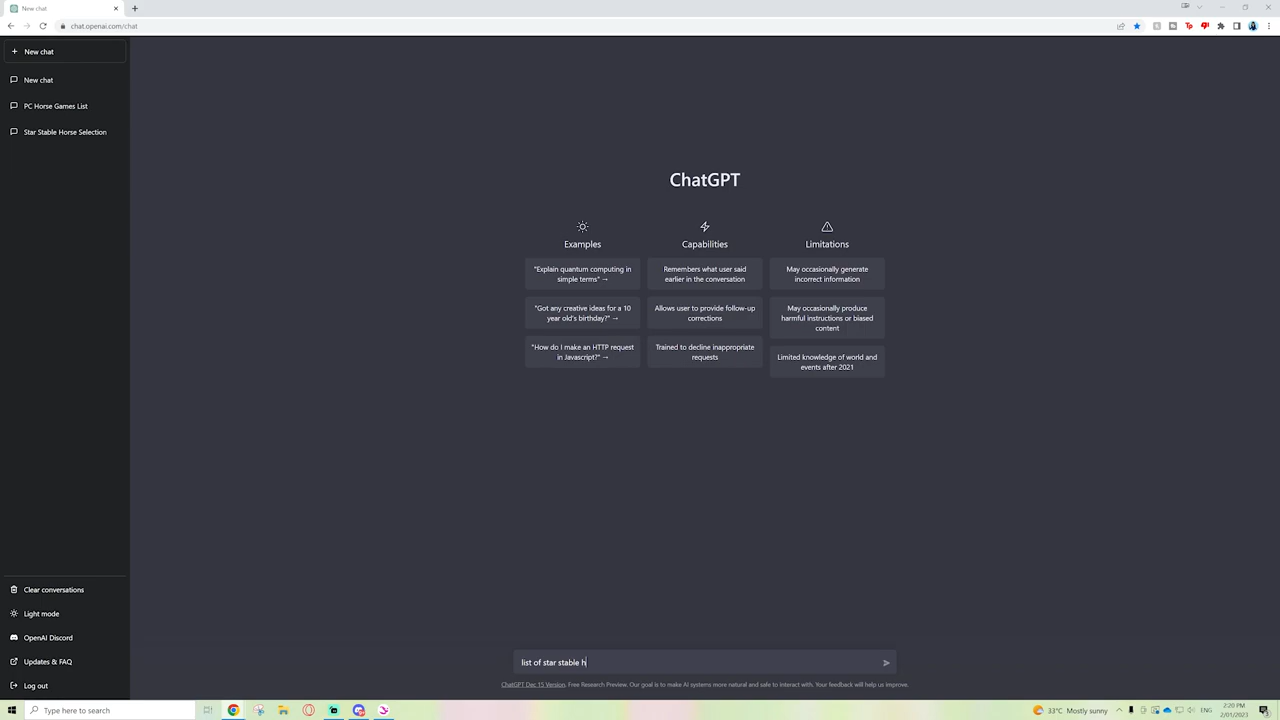 New chat
chat.openai.com/chat
New chat
New chat
PC Horse Games List
Star Stable Horse Selection
Clear conversations
Light mode
OpenAI Discord
Updates & FAQ
Log out
ChatGPT
Examples
"Explain quantum computing in
simple terms" →
"Got any creative ideas for a 10
year old's birthday?" →
"How do I make an HTTP request
in Javascript?" →
Capabilities
Remembers what user said
earlier in the conversation
Allows user to provide follow-up
corrections
Trained to decline inappropriate
requests
Limitations
May occasionally generate
incorrect information
May occasionally produce
harmful instructions or biased
content
Limited knowledge of world and
events after 2021
list of star stable h
ChatGPT Dec 15 Version. Free Research Preview. Our goal is to make AI systems more natural and safe to interact with. Your feedback will help us improve.
Type here to search
33°C Mostly sunny
ENG
2:20 PM
2/01/2023